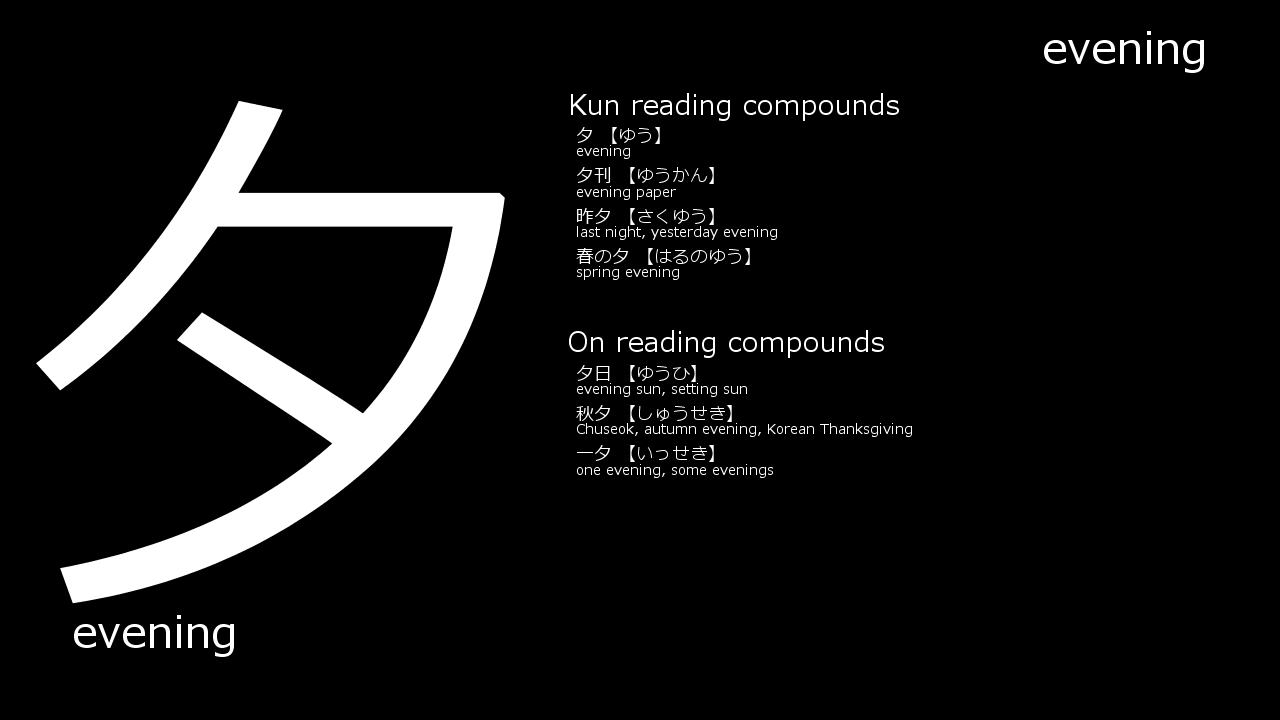 evening
夕
evening
Kun reading compounds
夕 【ゆう】
evening
夕刊 【ゆうかん】
evening paper
昨夕 【さくゆう】
last night, yesterday evening
春の夕 【はるのゆう】
spring evening
On reading compounds
夕日 【ゆうひ】
evening sun, setting sun
秋夕 【しゅうせき】
Chuseok, autumn evening, Korean Thanksgiving
一夕 【いっせき】
one evening, some evenings